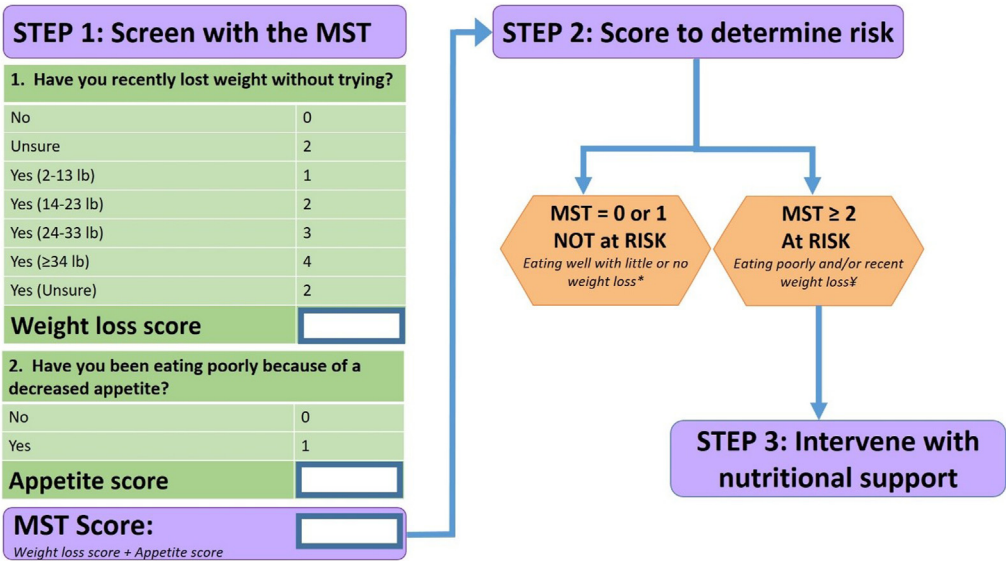 STEP 1: Screen with the MST
1. Have you recently lost weight without trying?
No 0
Unsure 2
Yes (2-13 lb) 1
Yes (14-23 lb) 2
Yes (24-33 lb) 3
Yes (≥34 lb) 4
Yes (Unsure) 2
Weight loss score
2. Have you been eating poorly because of a
decreased appetite?
No 0
Yes 1
Appetite score
MST Score:
Weight loss score + Appetite score
STEP 2: Score to determine risk
MST = 0 or 1
NOT at RISK
Eating well with little or no
weight loss*
MST ≥ 2
At RISK
Eating poorly and/or recent
weight loss¥
STEP 3: Intervene with
nutritional support